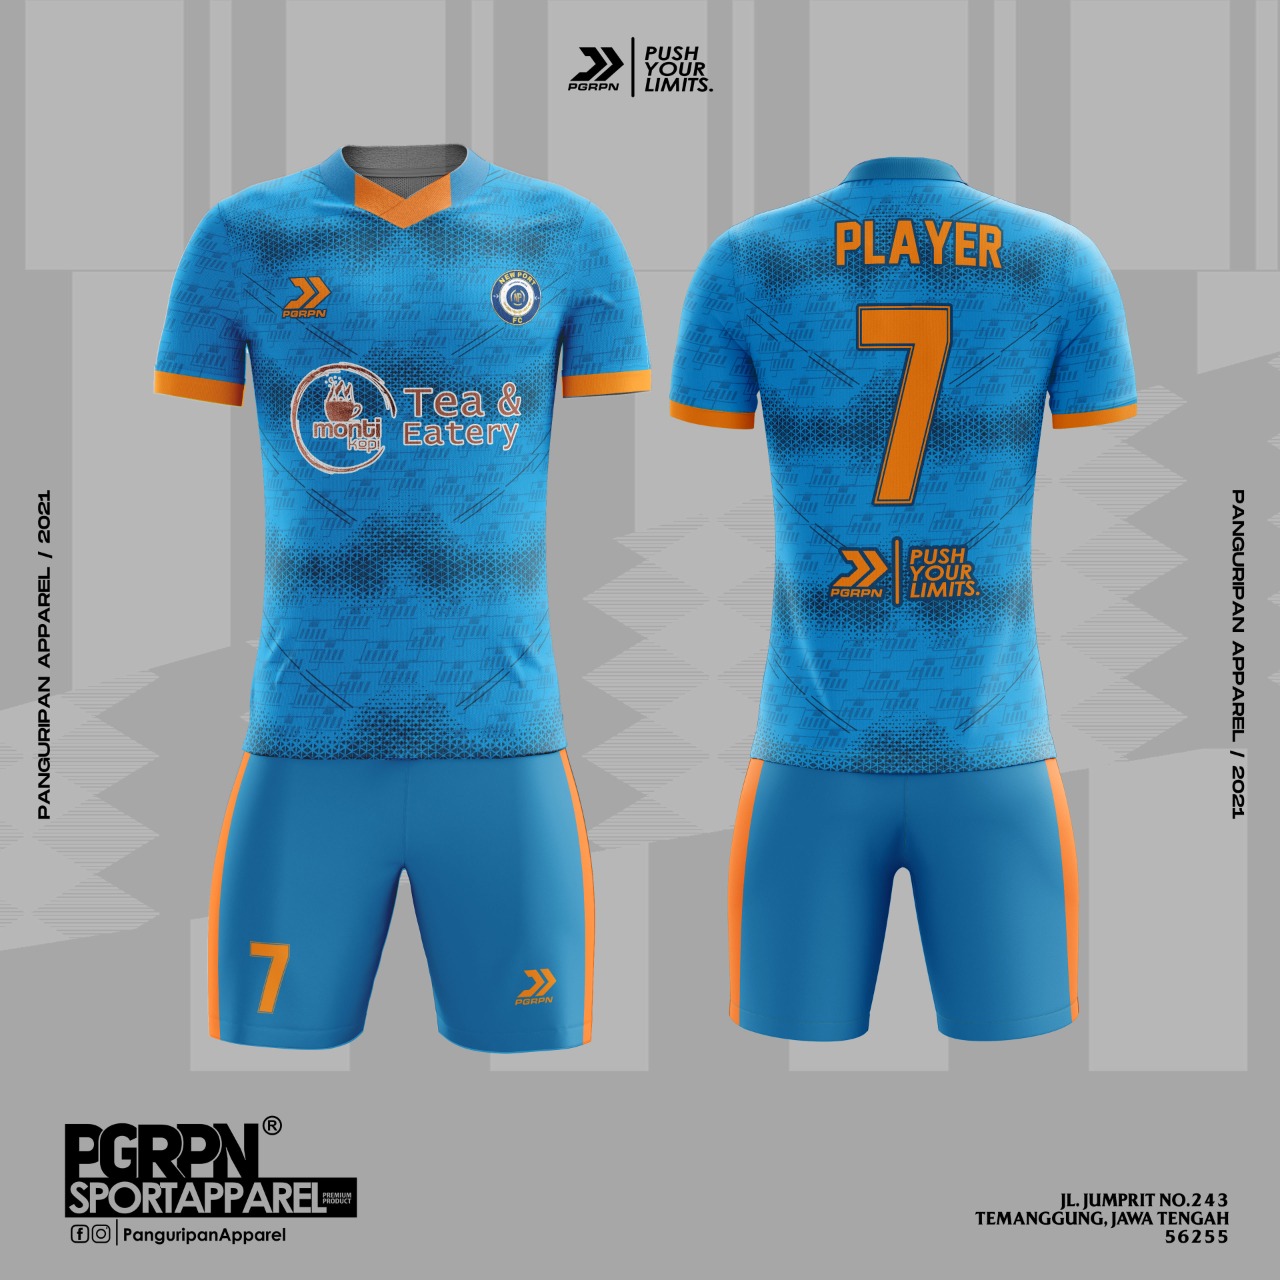 PGRPN
PUSH
YOUR
LIMITS.
PGRPN
NEW PORT
FC
monti
kopi
Tea &
Eatery
PLAYER
7
PGRPN
PUSH
YOUR
LIMITS.
PANGURIPAN APPAREL / 2021
PANGURIPAN APPAREL / 2021
7
PGRPN
PGRPN®
SPORTAPPAREL
PREMIUM
PRODUCT
PanguripanApparel
JL. JUMPRIT NO.243
TEMANGGUNG, JAWA TENGAH
56255